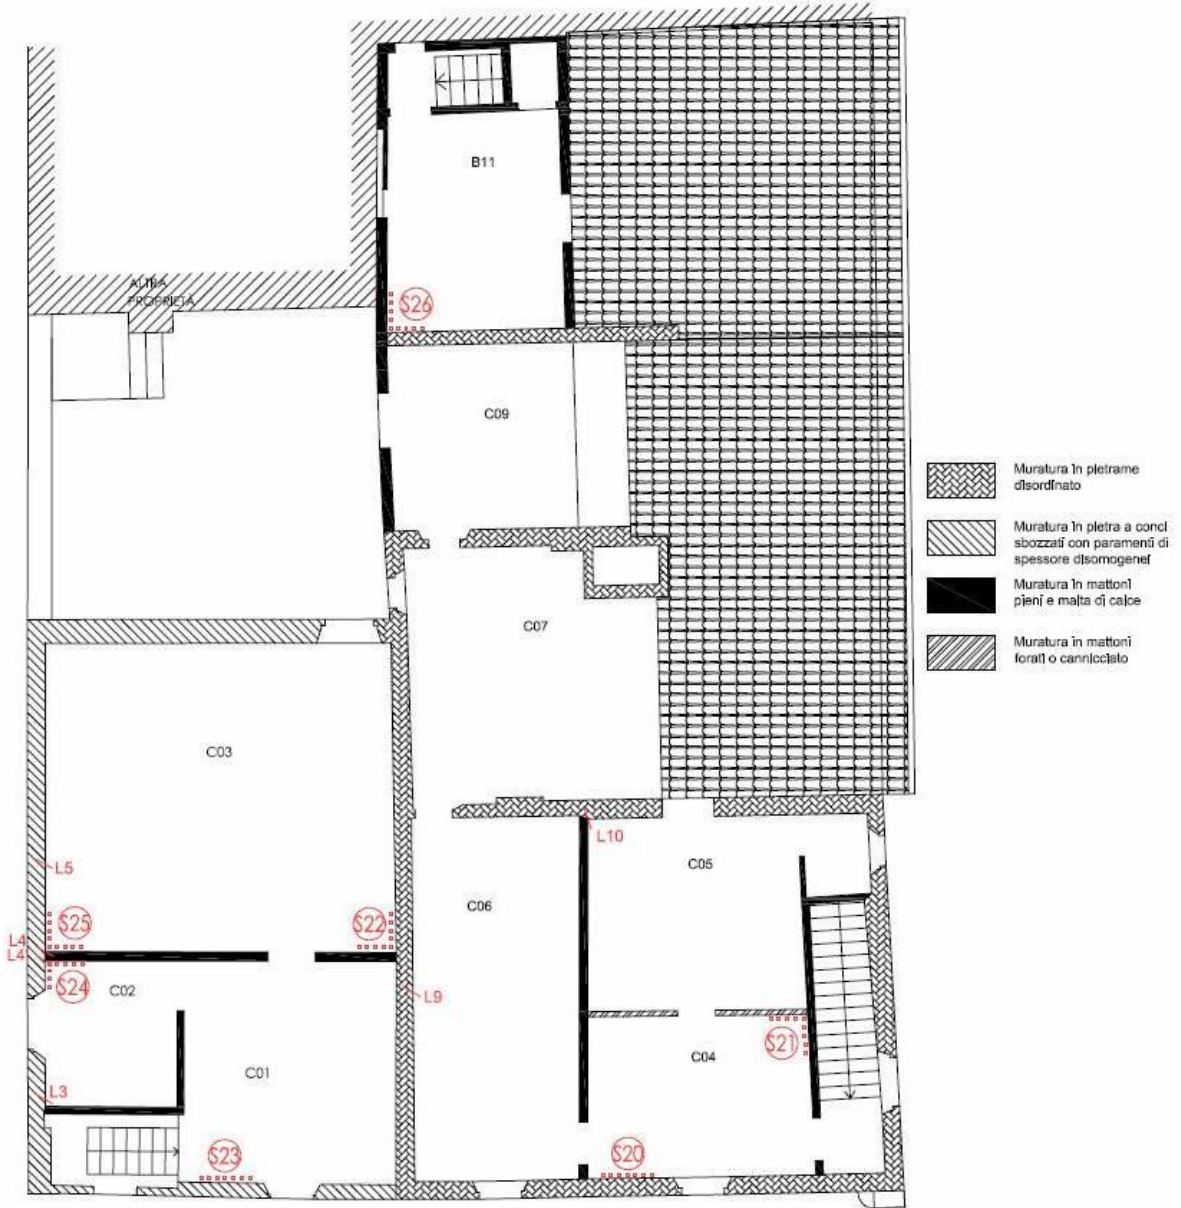 B11
S26
ALTRA
PROPRIETÀ
C09
Muratura in pietrame
disordinato
Muratura in pietra a conci
sbozzati con paramenti di
spessore disomogenei
Muratura in mattoni
pieni e malta di calce
Muratura in mattoni
forati o cannicciato
C07
C03
L10
L5
C05
C06
S25
S22
L4
L4
S24
C02
L9
S21
C04
C01
L3
S23
S20